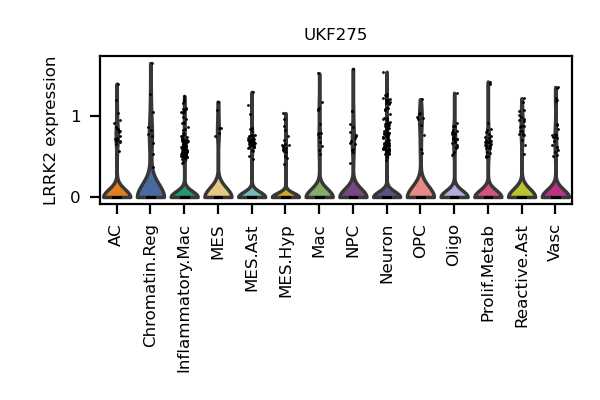 UKF275
LRRK2 expression
1
0
AC
Chromatin.Reg
Inflammatory.Mac
MES
MES.Ast
MES.Hyp
Mac
NPC
Neuron
OPC
Oligo
Prolif.Metab
Reactive.Ast
Vasc